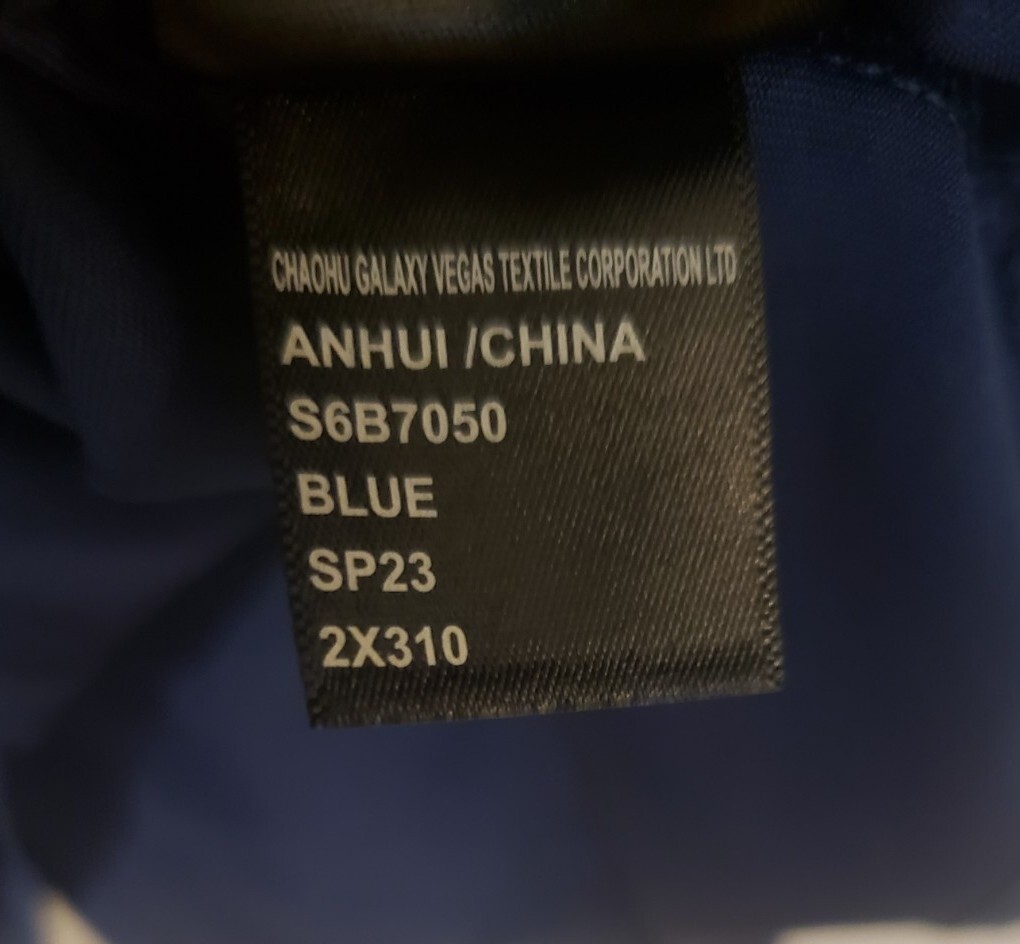 CHAOHU GALAXY VEGAS TEXTILE CORPORATION LTD
ANHUI /CHINA
S6B7050
BLUE
SP23
2X310